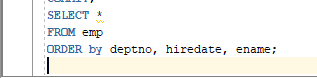 SELECT *
FROM emp
ORDER by deptno, hiredate, ename;